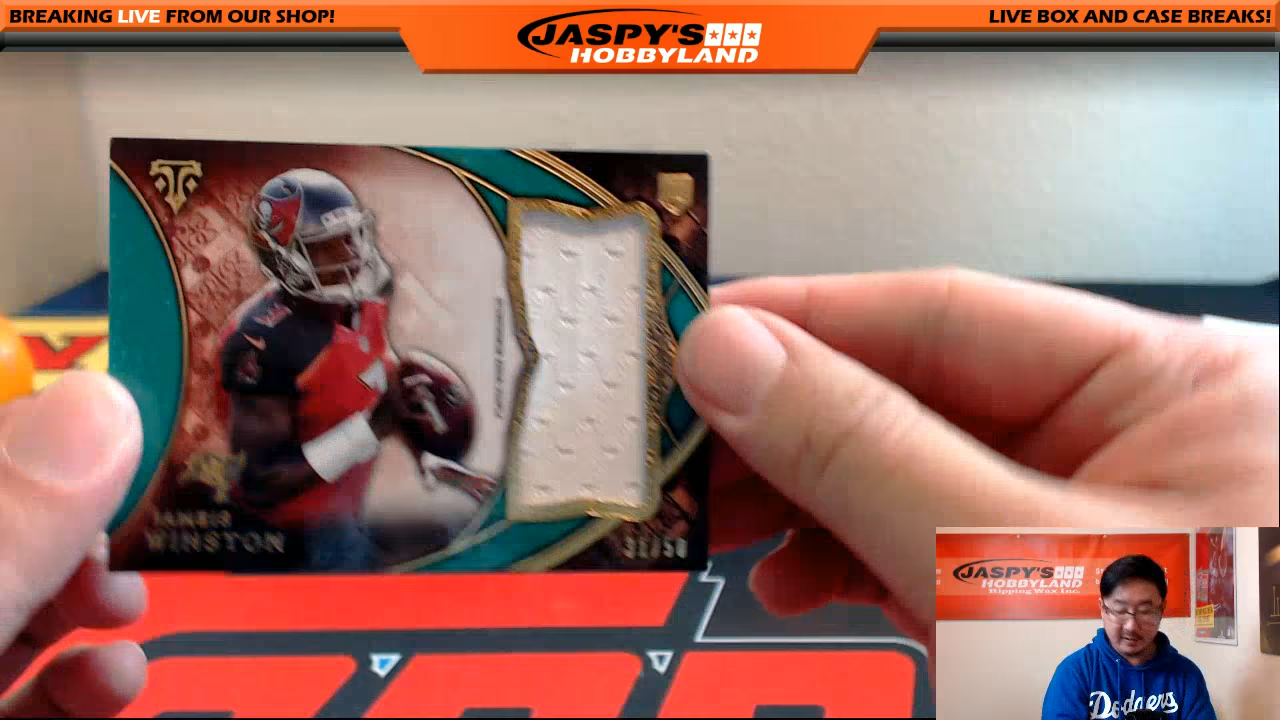 BREAKING LIVE FROM OUR SHOP!
JASPY'S
HOBBYLAND
LIVE BOX AND CASE BREAKS!
JAMEIS
WINSTON
JASPY'S
HOBBYLAND
Ripping Wax Inc.
Dodgers